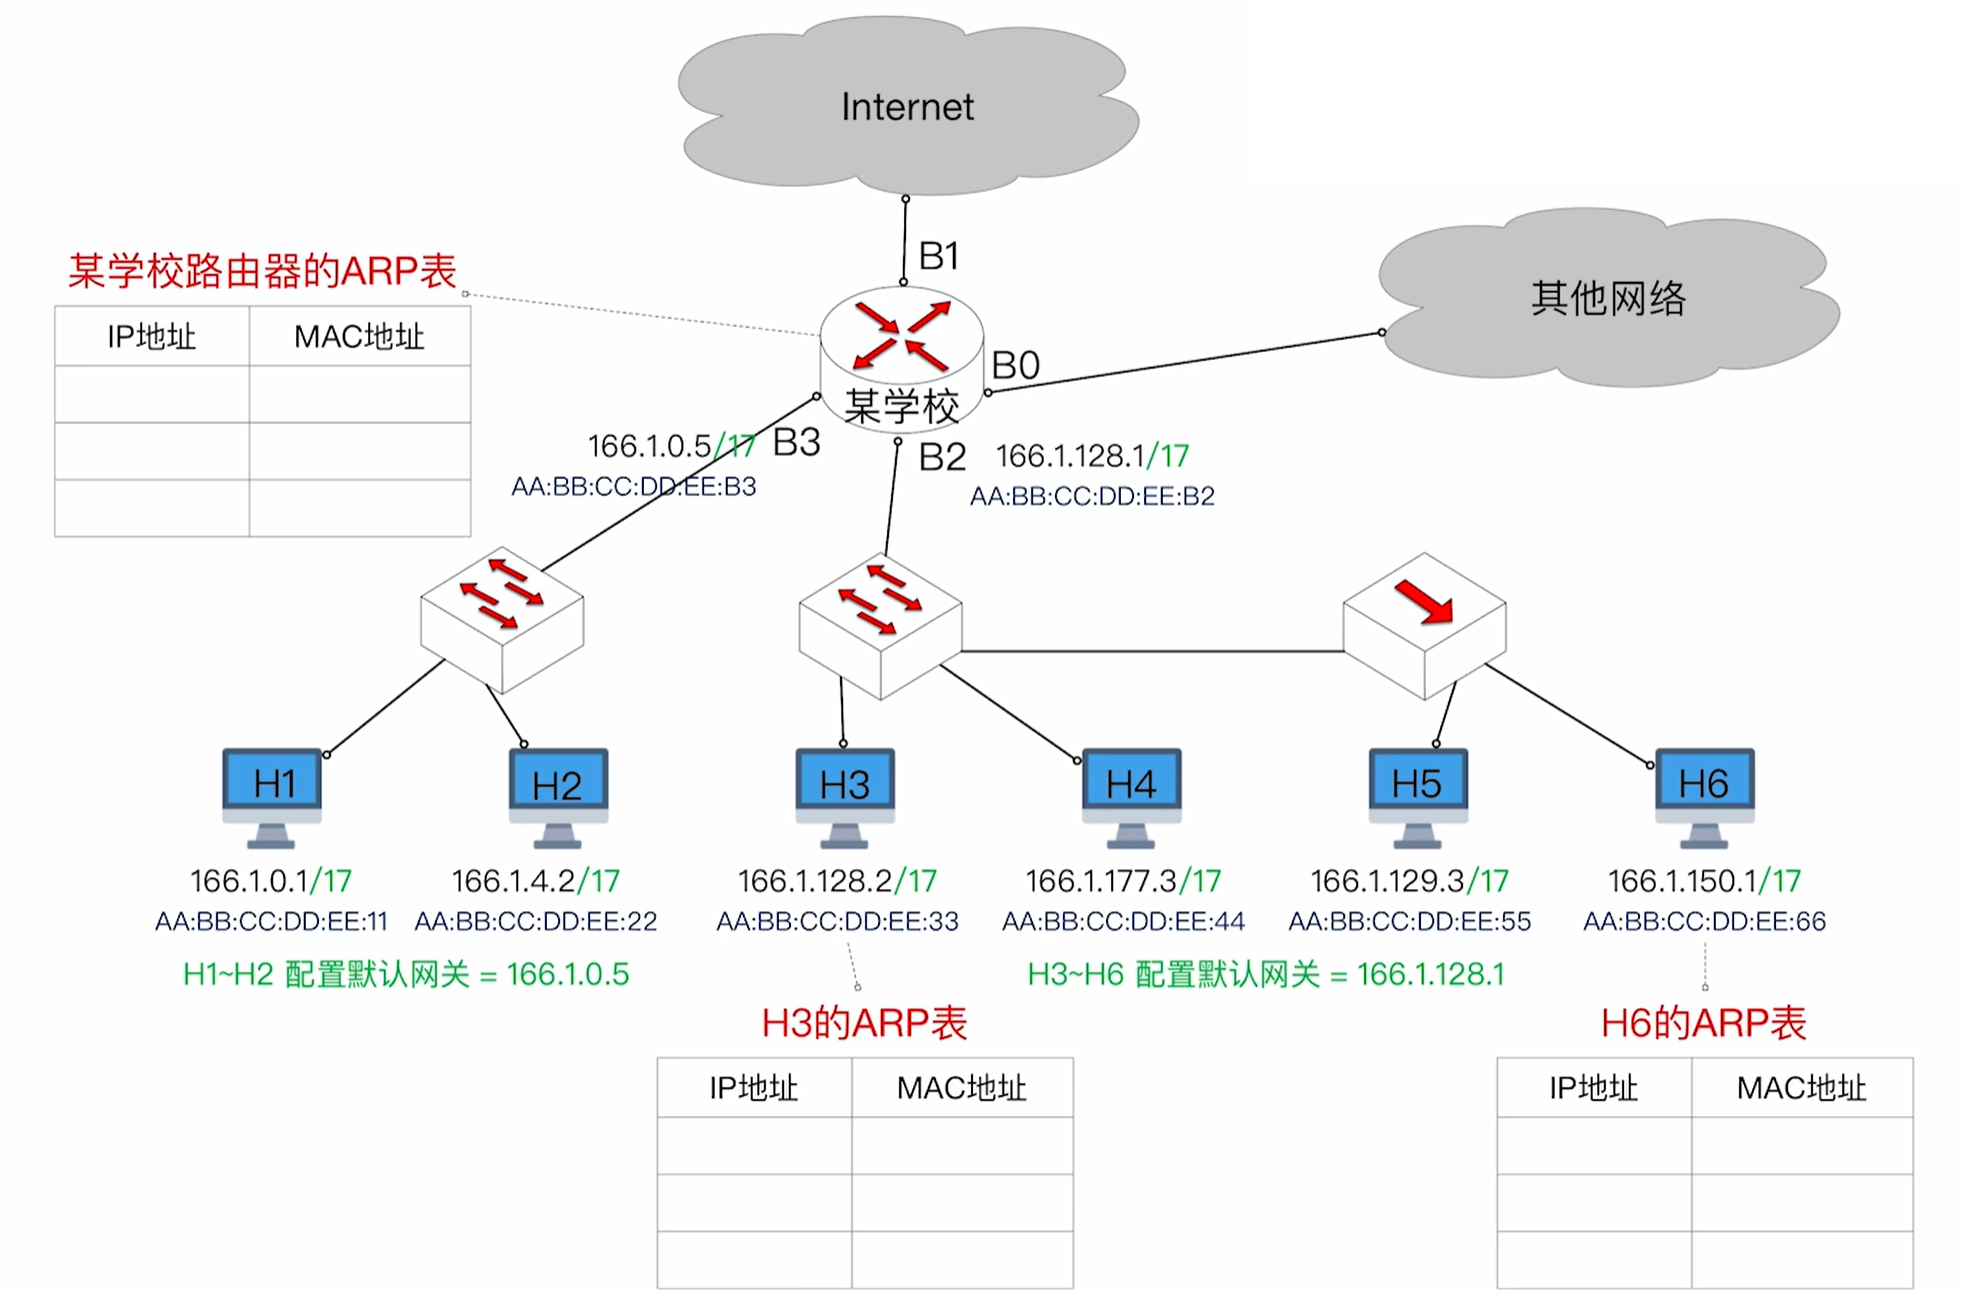 Internet
B1
其他网络
某学校路由器的ARP表
IP地址 MAC地址
B0
某学校
166.1.0.5/17 B3
AA:BB:CC:DD:EE:B3
B2 166.1.128.1/17
AA:BB:CC:DD:EE:B2
H1 H2 H3 H4 H5 H6
166.1.0.1/17 166.1.4.2/17 166.1.128.2/17 166.1.177.3/17 166.1.129.3/17 166.1.150.1/17
AA:BB:CC:DD:EE:11 AA:BB:CC:DD:EE:22 AA:BB:CC:DD:EE:33 AA:BB:CC:DD:EE:44 AA:BB:CC:DD:EE:55 AA:BB:CC:DD:EE:66
H1~H2 配置默认网关 = 166.1.0.5
H3~H6 配置默认网关 = 166.1.128.1
H3的ARP表
IP地址 MAC地址
H6的ARP表
IP地址 MAC地址